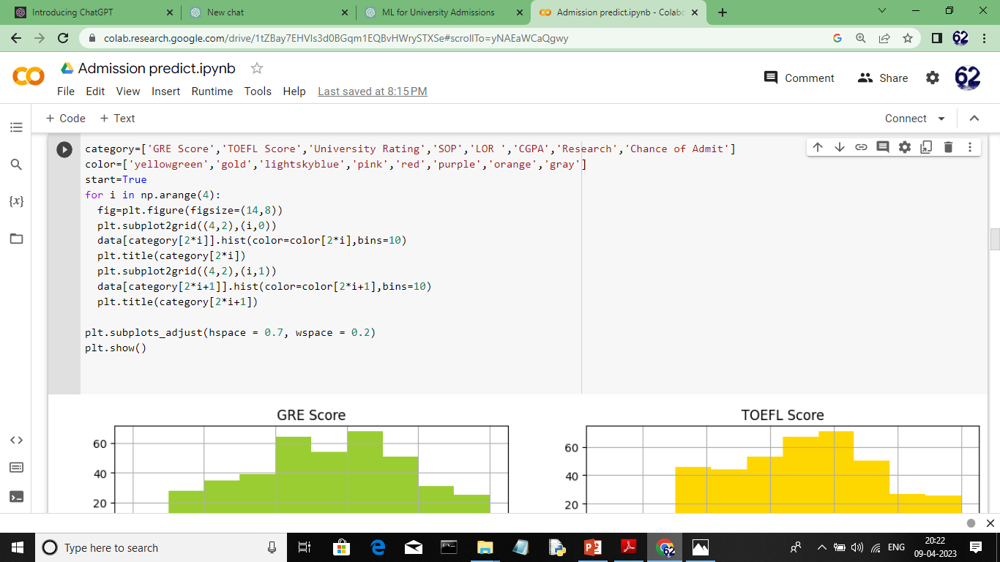 Introducing ChatGPT
New chat
ML for University Admissions
Admission predict.ipynb - Colabc
colab.research.google.com/drive/1tZBay7EHVIs3d0BGqm1EQBvHWrySTXSe#scrollTo=yNAEaWCaQgwy
62
Admission predict.ipynb
File Edit View Insert Runtime Tools Help Last saved at 8:15 PM
Comment
Share
62
+ Code + Text
Connect
category=['GRE Score','TOEFL Score','University Rating','SOP','LOR ','CGPA','Research','Chance of Admit']
color=['yellowgreen','gold','lightskyblue','pink','red','purple','orange','gray']
start=True
for i in np.arange(4):
  fig=plt.figure(figsize=(14,8))
  plt.subplot2grid((4,2),(i,0))
  data[category[2*i]].hist(color=color[2*i],bins=10)
  plt.title(category[2*i])
  plt.subplot2grid((4,2),(i,1))
  data[category[2*i+1]].hist(color=color[2*i+1],bins=10)
  plt.title(category[2*i+1])
plt.subplots_adjust(hspace = 0.7, wspace = 0.2)
plt.show()
{x}
GRE Score
60
40
20
TOEFL Score
60
40
20
Type here to search
62
ENG
20:22
09-04-2023